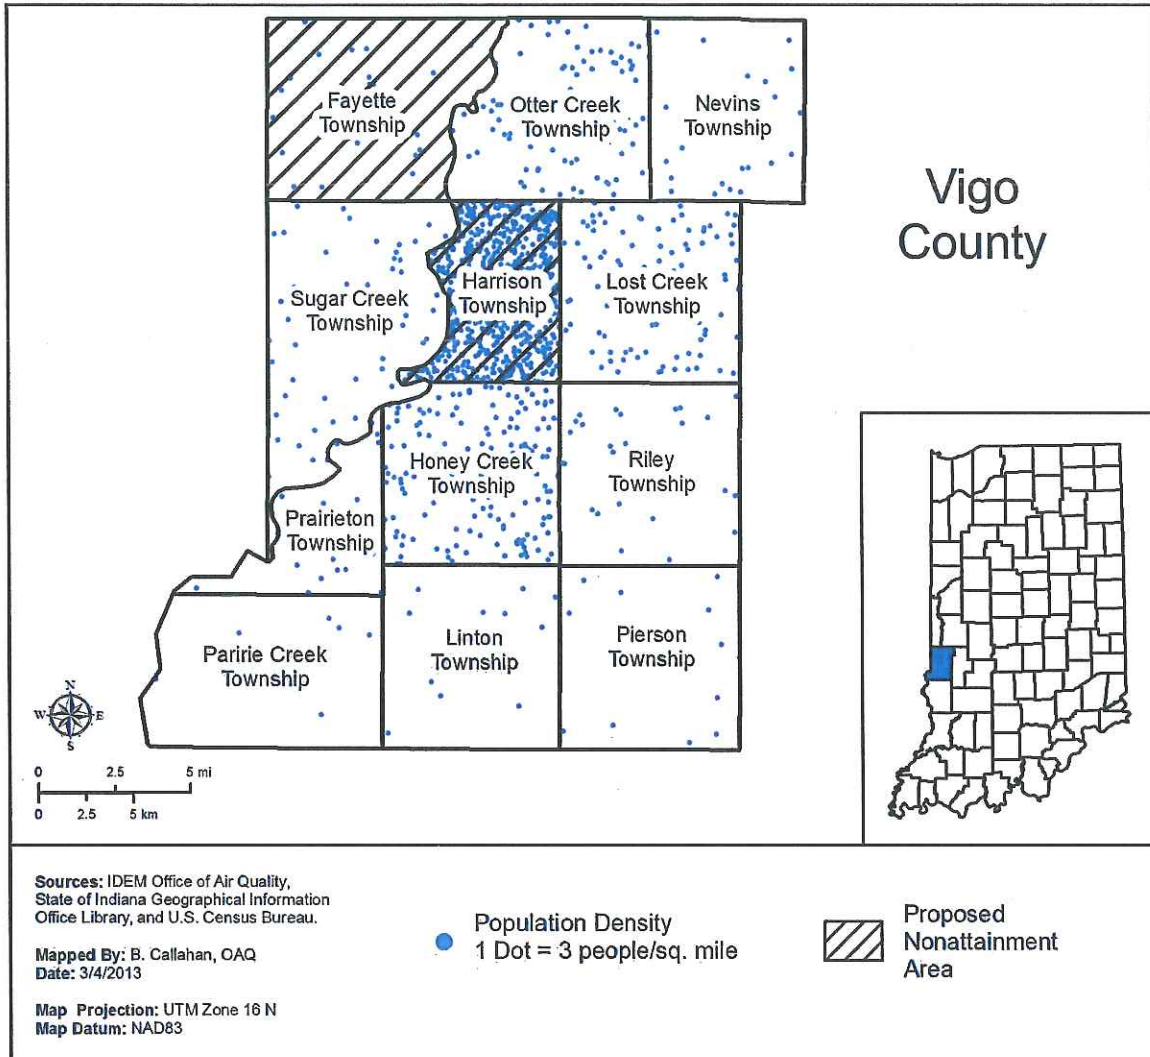 Fayette
Township
Otter Creek
Township
Nevins
Township
Vigo
County
Sugar Creek
Township
Harrison
Township
Lost Creek
Township
Honey Creek
Township
Riley
Township
Prairieton
Township
Paririe Creek
Township
Linton
Township
Pierson
Township
N
W E
S
0 2.5 5 mi
0 2.5 5 km
Sources: IDEM Office of Air Quality,
State of Indiana Geographical Information
Office Library, and U.S. Census Bureau.
Mapped By: B. Callahan, OAQ
Date: 3/4/2013
Map Projection: UTM Zone 16 N
Map Datum: NAD83
Population Density
1 Dot = 3 people/sq. mile
Proposed
Nonattainment
Area